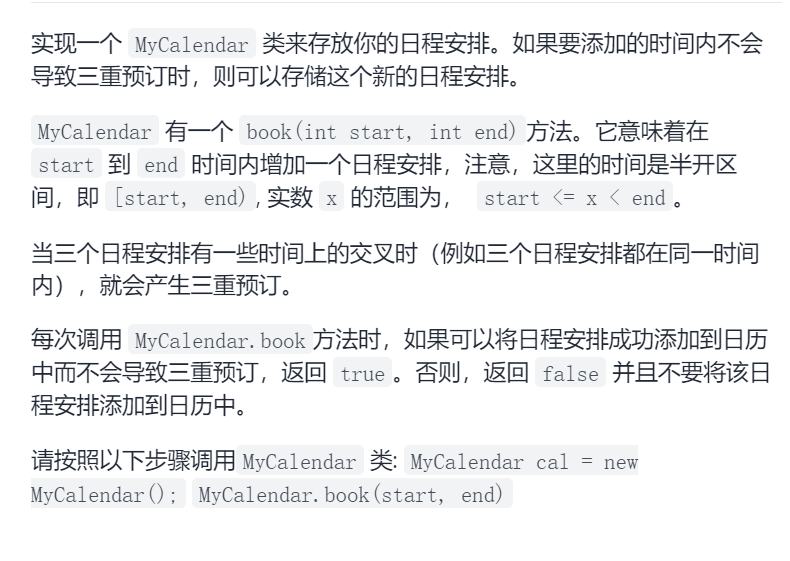 实现一个 MyCalendar 类来存放你的日程安排。如果要添加的时间内不会
导致三重预订时，则可以存储这个新的日程安排。
MyCalendar 有一个 book(int start, int end)方法。它意味着在
start 到 end 时间内增加一个日程安排，注意，这里的时间是半开区
间，即 [start, end), 实数 x 的范围为， start <= x < end。
当三个日程安排有一些时间上的交叉时（例如三个日程安排都在同一时间
内），就会产生三重预订。
每次调用 MyCalendar.book方法时，如果可以将日程安排成功添加到日历
中而不会导致三重预订，返回 true。否则，返回 false 并且不要将该日
程安排添加到日历中。
请按照以下步骤调用MyCalendar 类: MyCalendar cal = new
MyCalendar(); MyCalendar.book(start, end)